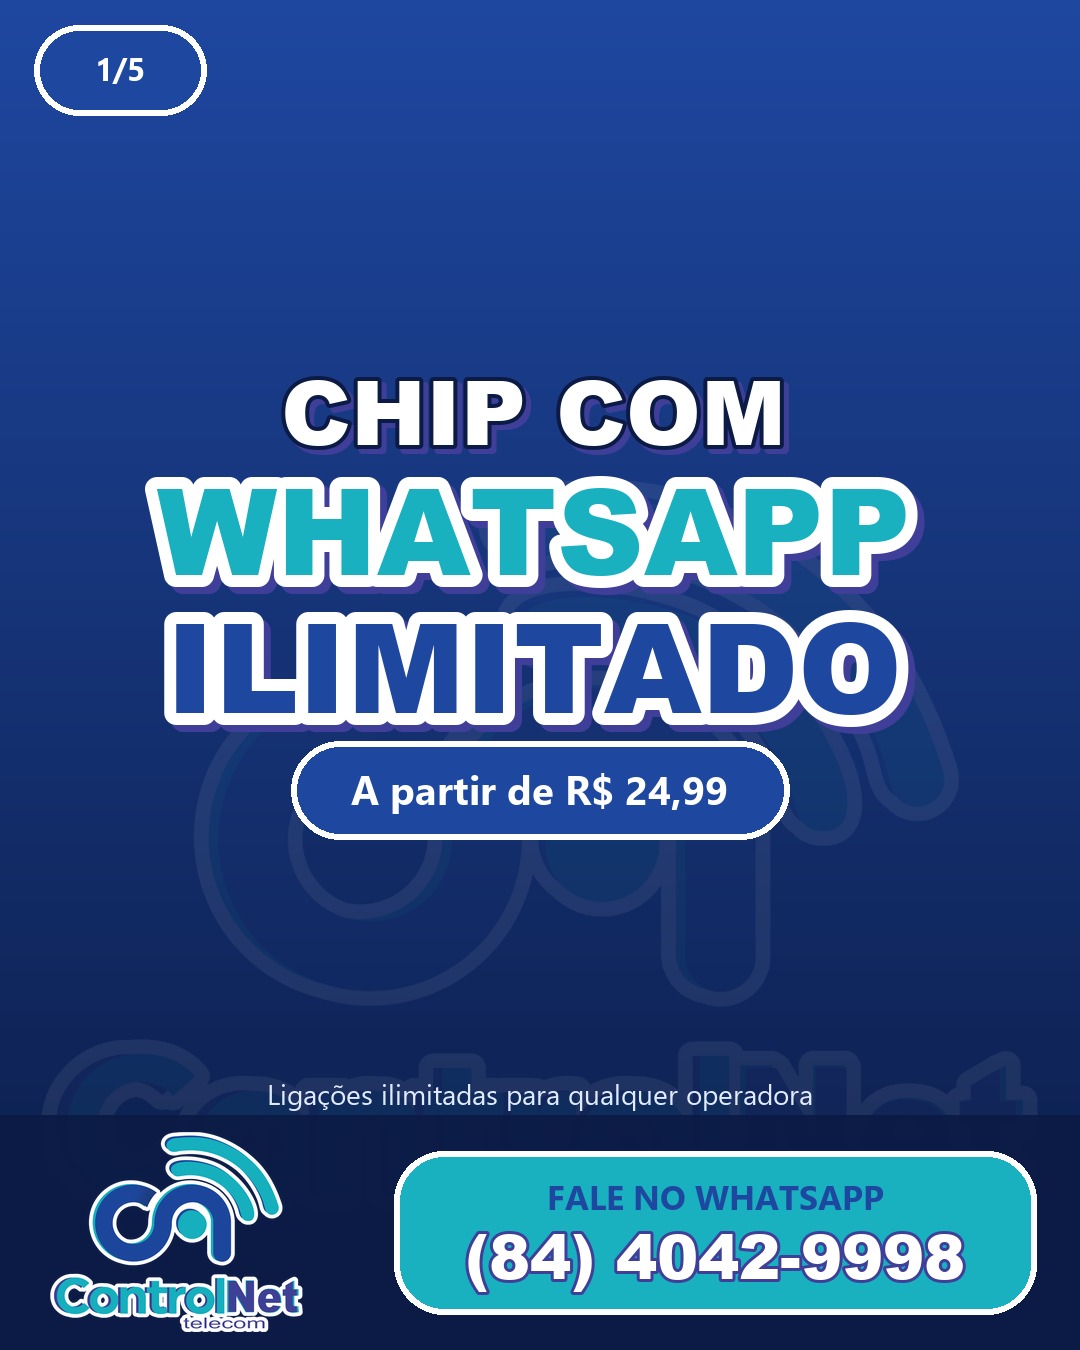 1/5
CHIP COM
WHATSAPP
ILIMITADO
A partir de R$ 24,99
Ligações ilimitadas para qualquer operadora
FALE NO WHATSAPP
(84) 4042-9998
ControlNet
telecom